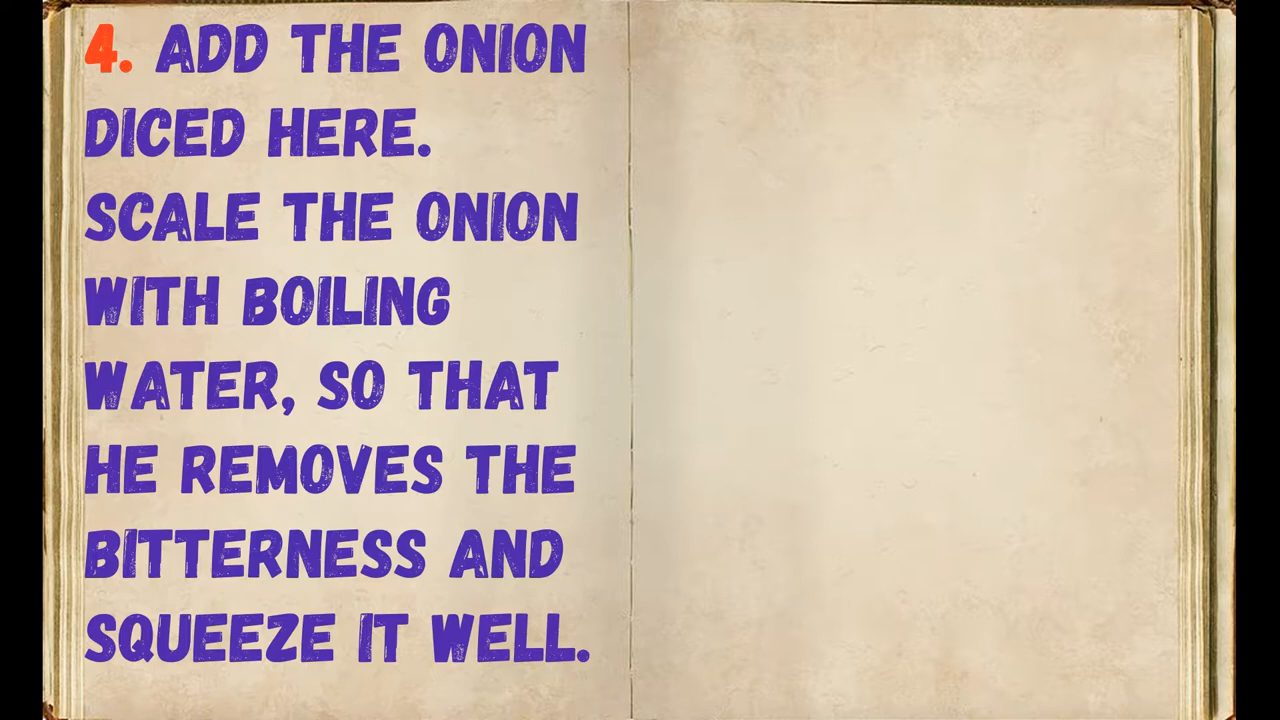 4. ADD THE ONION
DICED HERE.
SCALE THE ONION
WITH BOILING
WATER, SO THAT
HE REMOVES THE
BITTERNESS AND
SQUEEZE IT WELL.